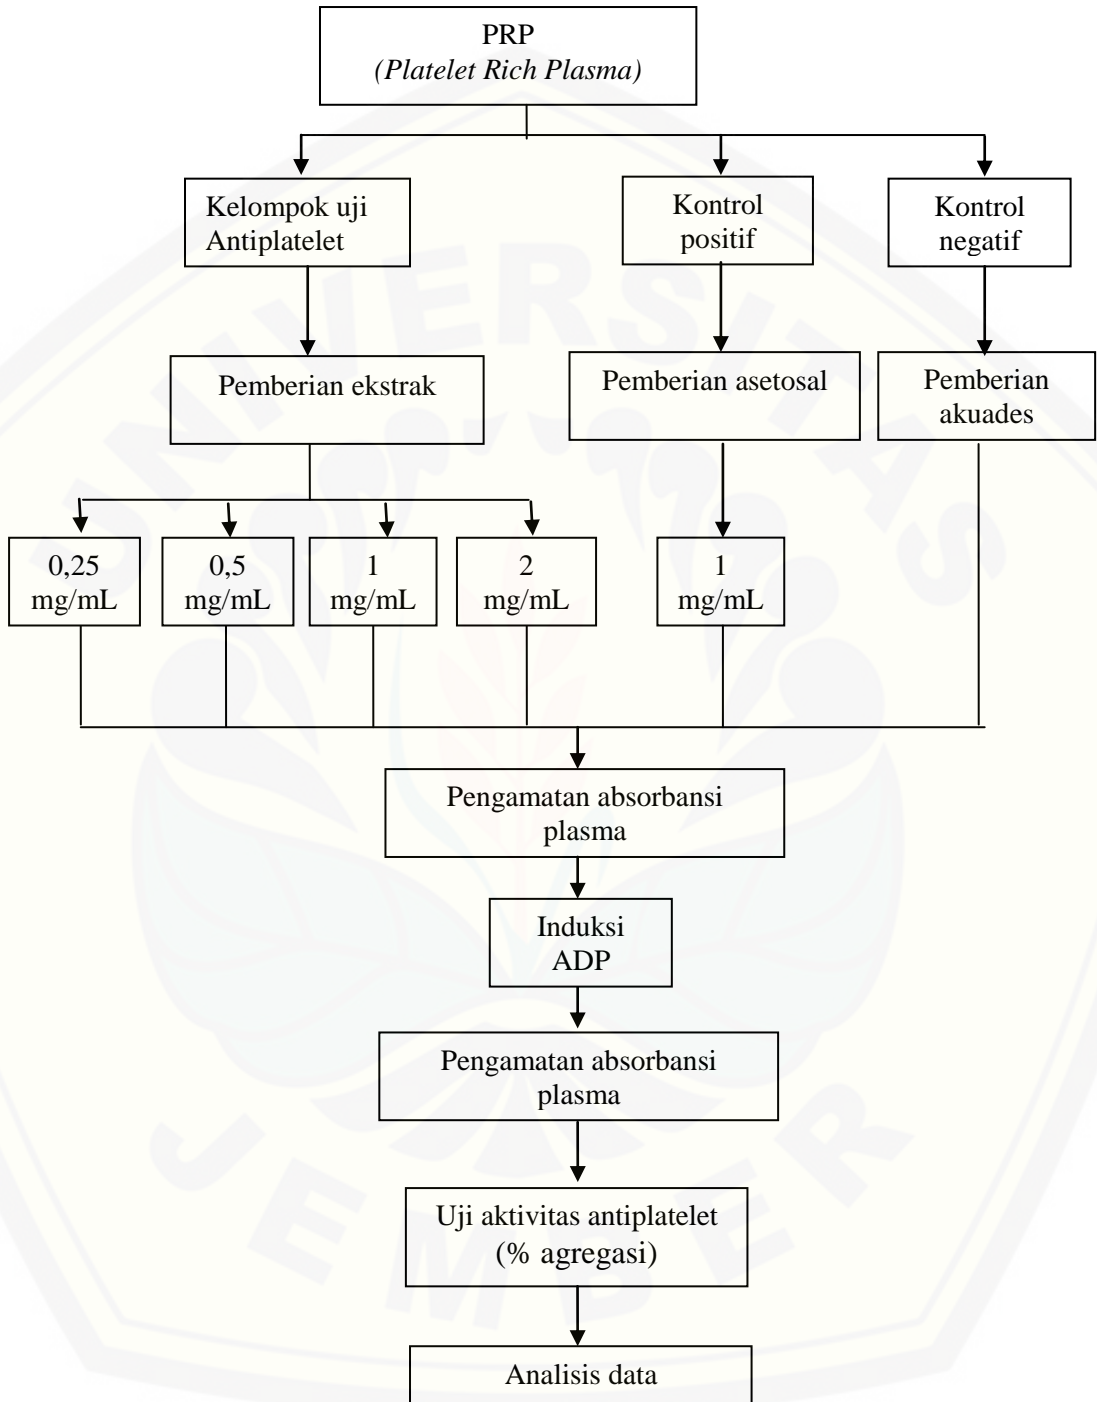 PRP
(Platelet Rich Plasma)
Kelompok uji
Antiplatelet
Kontrol
positif
Kontrol
negatif
Pemberian ekstrak
Pemberian asetosal
Pemberian
akuades
0,25
mg/mL
0,5
mg/mL
1
mg/mL
2
mg/mL
1
mg/mL
Pengamatan absorbansi
plasma
Induksi
ADP
Pengamatan absorbansi
plasma
Uji aktivitas antiplatelet
(% agregasi)
Analisis data
UNIVERSITAS
JEMBER